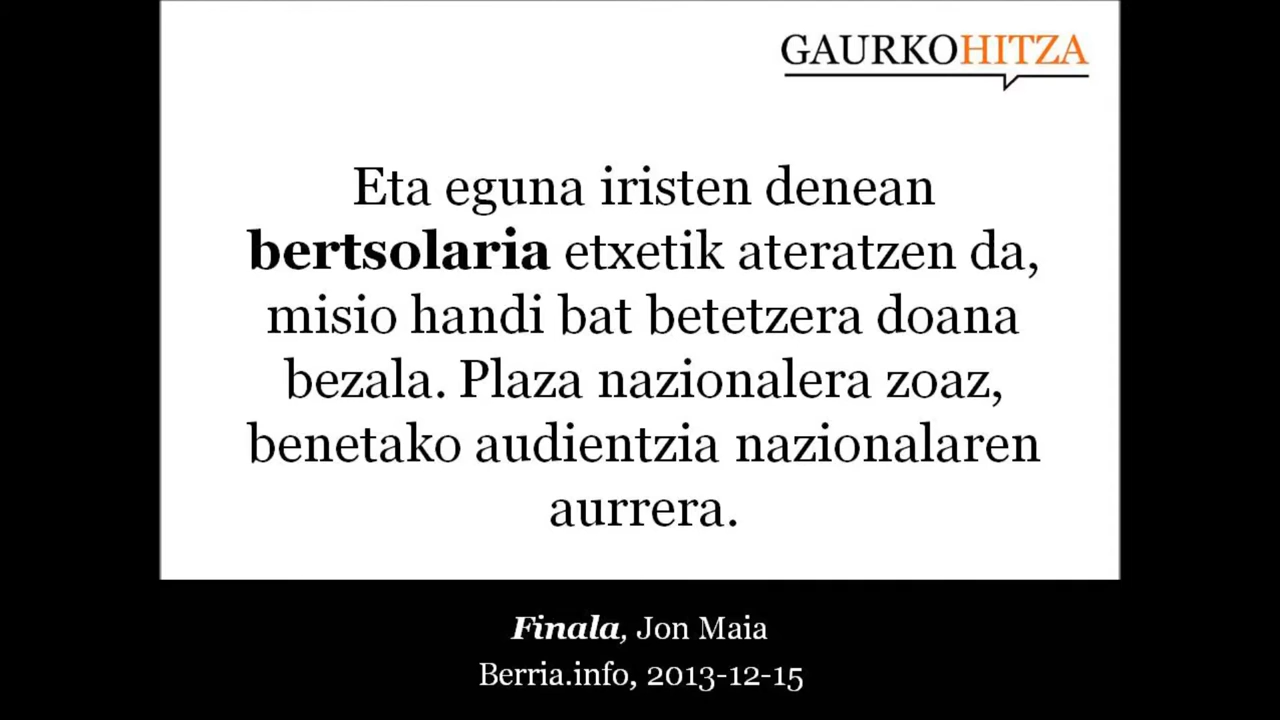 GAURKOHITZA
Eta eguna iristen denean
bertsolaria etxetik ateratzen da,
misio handi bat betetzera doana
bezala. Plaza nazionalera zoaz,
benetako audientzia nazionalaren
aurrera.
Finala, Jon Maia
Berria.info, 2013-12-15